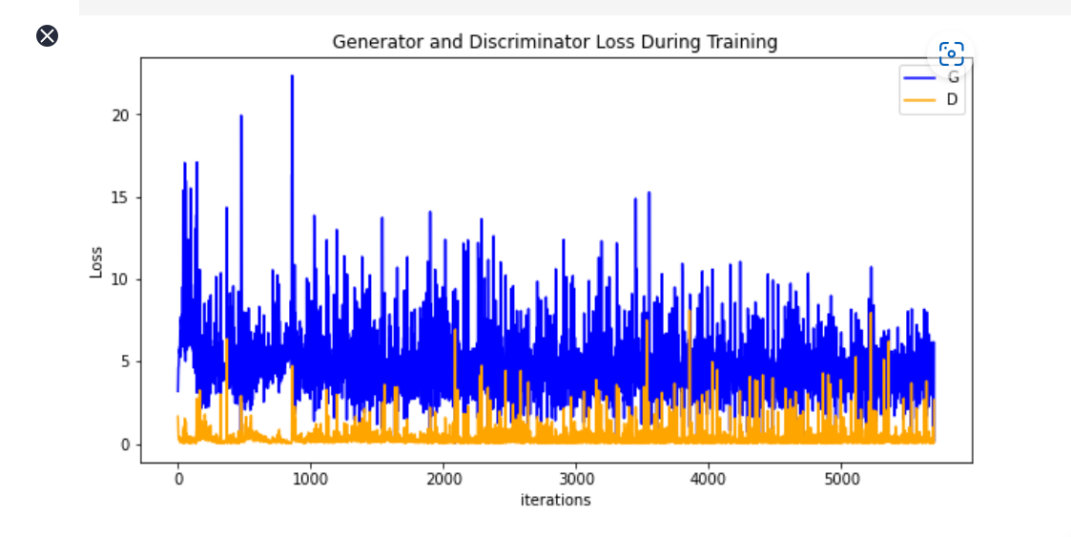 Generator and Discriminator Loss During Training
G
D
20
15
10
5
0
Loss
0 1000 2000 3000 4000 5000
iterations